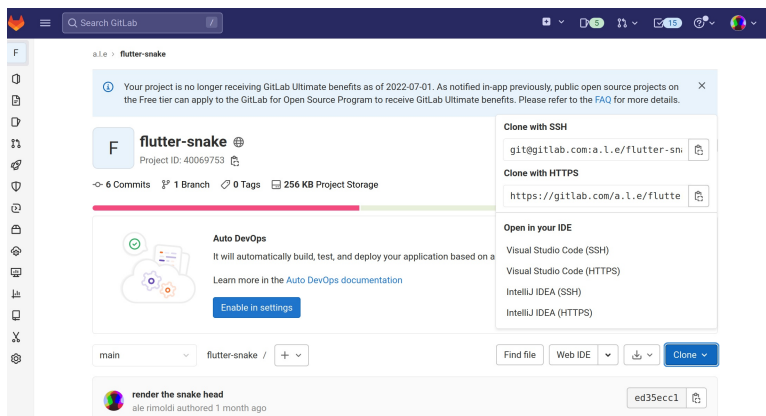 Search GitLab
/
5
15
F
a.l.e > flutter-snake
Your project is no longer receiving GitLab Ultimate benefits as of 2022-07-01. As notified in-app previously, public open source projects on
the Free tier can apply to the GitLab for Open Source Program to receive GitLab Ultimate benefits. Please refer to the FAQ for more details.
F
flutter-snake
Project ID: 40069753
6 Commits 1 Branch 0 Tags 256 KB Project Storage
Clone with SSH
git@gitlab.com:a.l.e/flutter-sn
Clone with HTTPS
https://gitlab.com/a.l.e/flutte
Open in your IDE
Visual Studio Code (SSH)
Visual Studio Code (HTTPS)
IntelliJ IDEA (SSH)
IntelliJ IDEA (HTTPS)
Auto DevOps
It will automatically build, test, and deploy your application based on a
Learn more in the Auto DevOps documentation
Enable in settings
main
flutter-snake / +
Find file
Web IDE
Clone
render the snake head
ale rimoldi authored 1 month ago
ed35ecc1